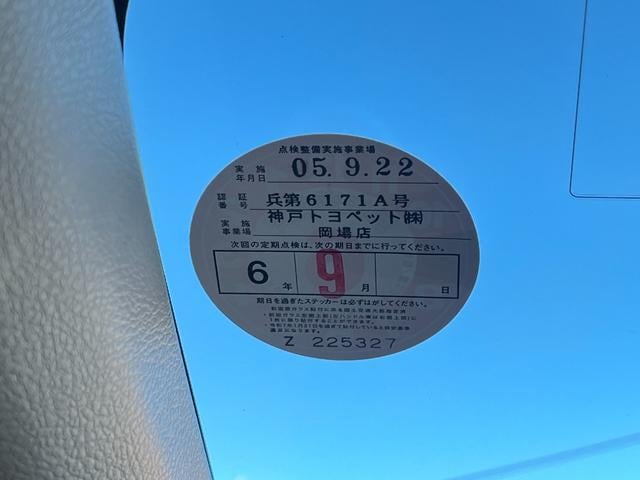 点検整備実施事業場
実施年月日 05.9.22
認証番号 兵第6171A号
実施事業場 神戸トヨペット㈱
岡場店
次回の定期点検は、次の期日までに行ってください。
6年 9月 日
期日を過ぎたステッカーは必ずはがしてください。
Z 225327